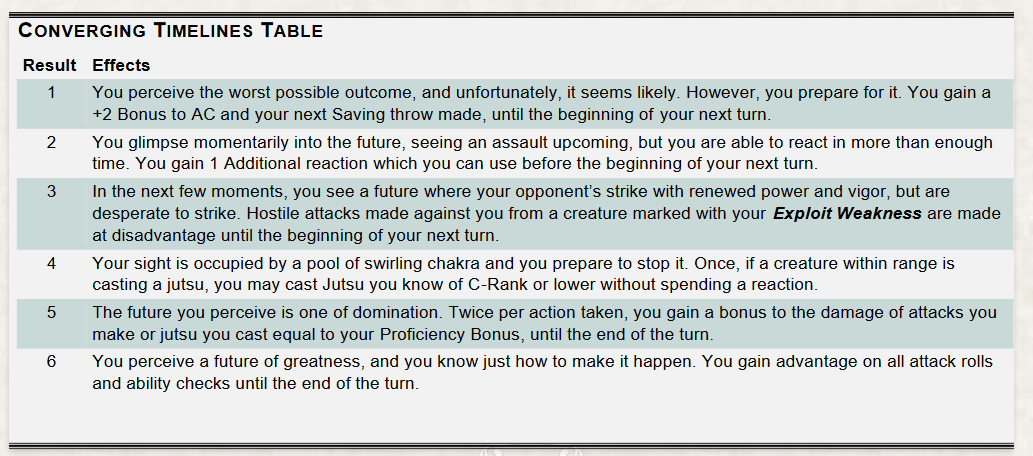 CONVERGING TIMELINES TABLE
Result Effects
1 You perceive the worst possible outcome, and unfortunately, it seems likely. However, you prepare for it. You gain a
+2 Bonus to AC and your next Saving throw made, until the beginning of your next turn.
2 You glimpse momentarily into the future, seeing an assault upcoming, but you are able to react in more than enough
time. You gain 1 Additional reaction which you can use before the beginning of your next turn.
3 In the next few moments, you see a future where your opponent’s strike with renewed power and vigor, but are
desperate to strike. Hostile attacks made against you from a creature marked with your Exploit Weakness are made
at disadvantage until the beginning of your next turn.
4 Your sight is occupied by a pool of swirling chakra and you prepare to stop it. Once, if a creature within range is
casting a jutsu, you may cast Jutsu you know of C-Rank or lower without spending a reaction.
5 The future you perceive is one of domination. Twice per action taken, you gain a bonus to the damage of attacks you
make or jutsu you cast equal to your Proficiency Bonus, until the end of the turn.
6 You perceive a future of greatness, and you know just how to make it happen. You gain advantage on all attack rolls
and ability checks until the end of the turn.